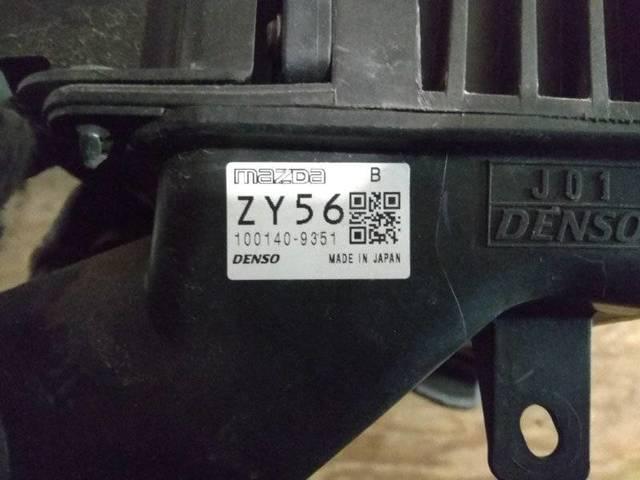 mazda B
ZY56
100140-9351
DENSO MADE IN JAPAN
J01
DENSO